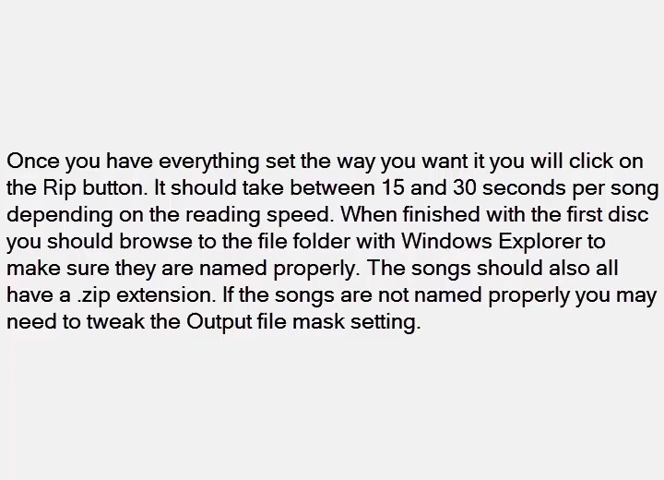 Once you have everything set the way you want it you will click on
the Rip button. It should take between 15 and 30 seconds per song
depending on the reading speed. When finished with the first disc
you should browse to the file folder with Windows Explorer to
make sure they are named properly. The songs should also all
have a .zip extension. If the songs are not named properly you may
need to tweak the Output file mask setting.